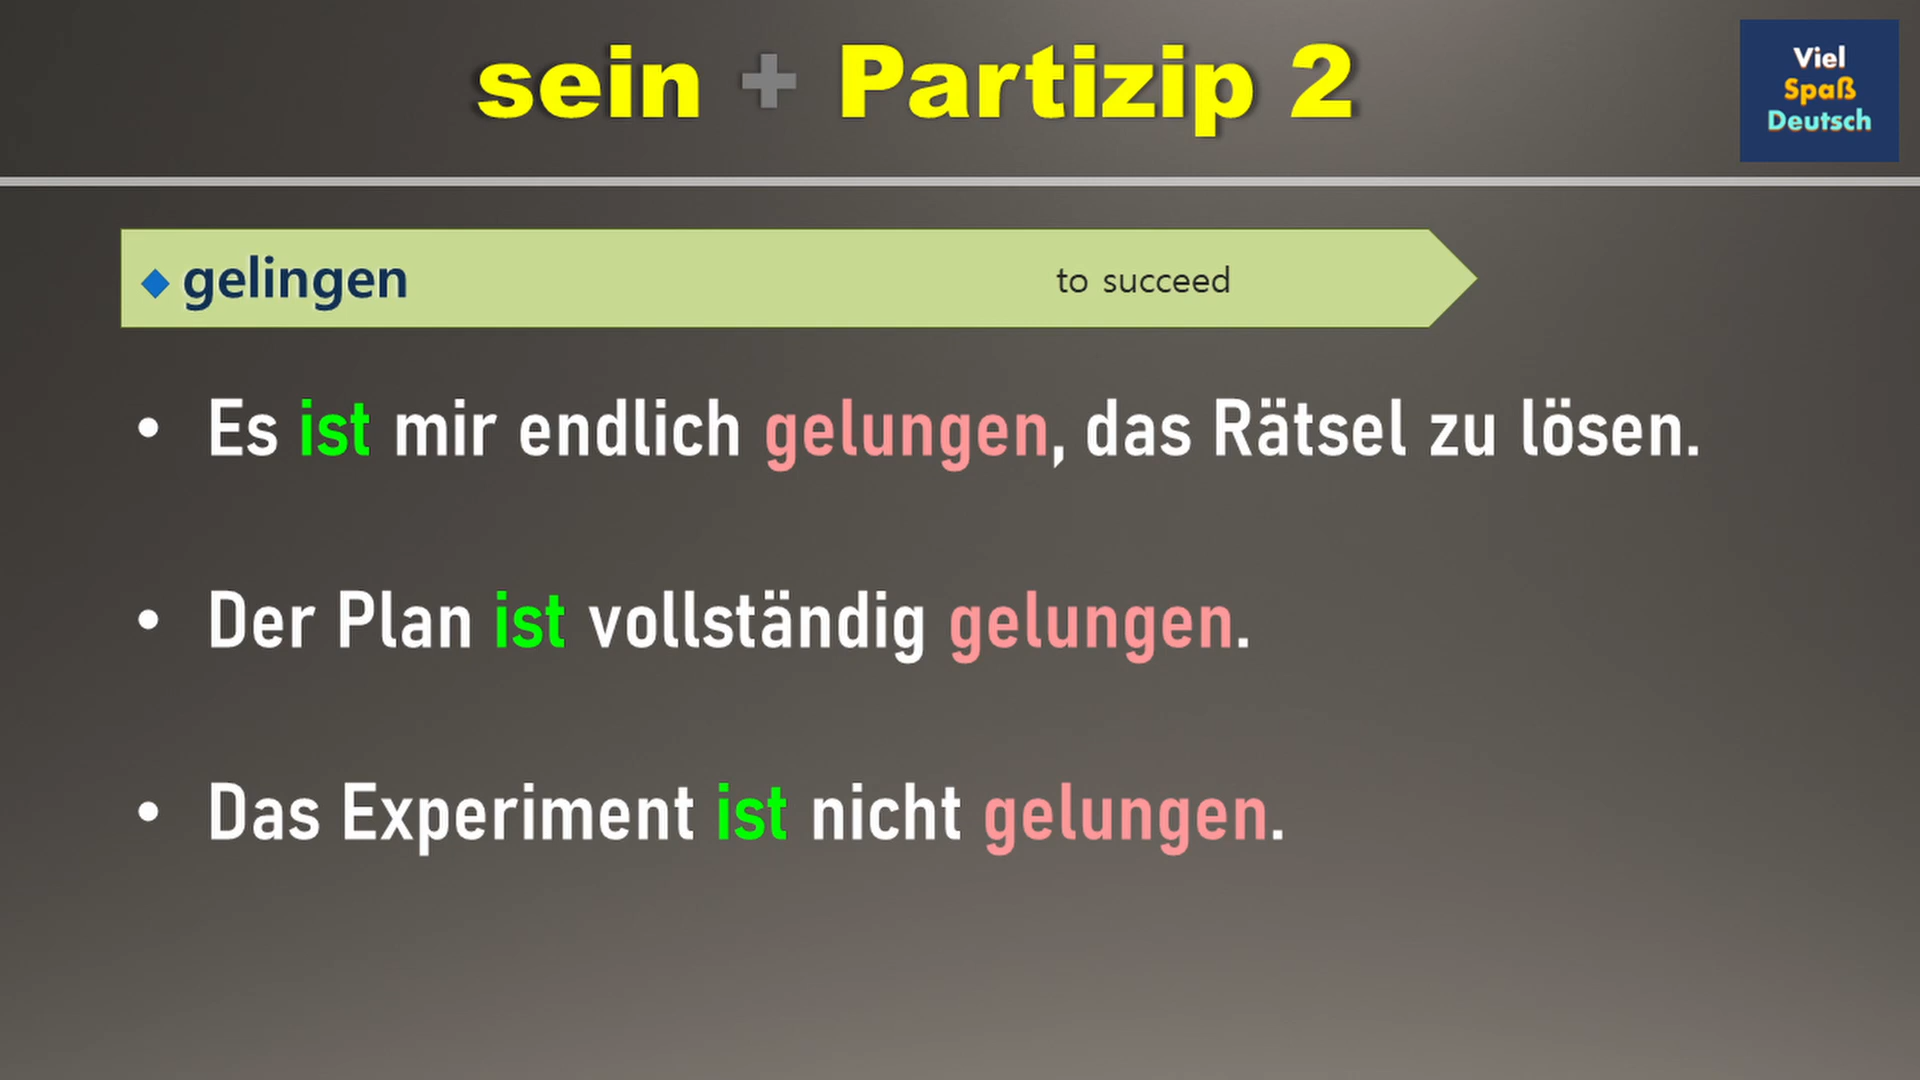 sein + Partizip 2
Viel
Spaß
Deutsch
◆ gelingen to succeed
• Es ist mir endlich gelungen, das Rätsel zu lösen.
• Der Plan ist vollständig gelungen.
• Das Experiment ist nicht gelungen.